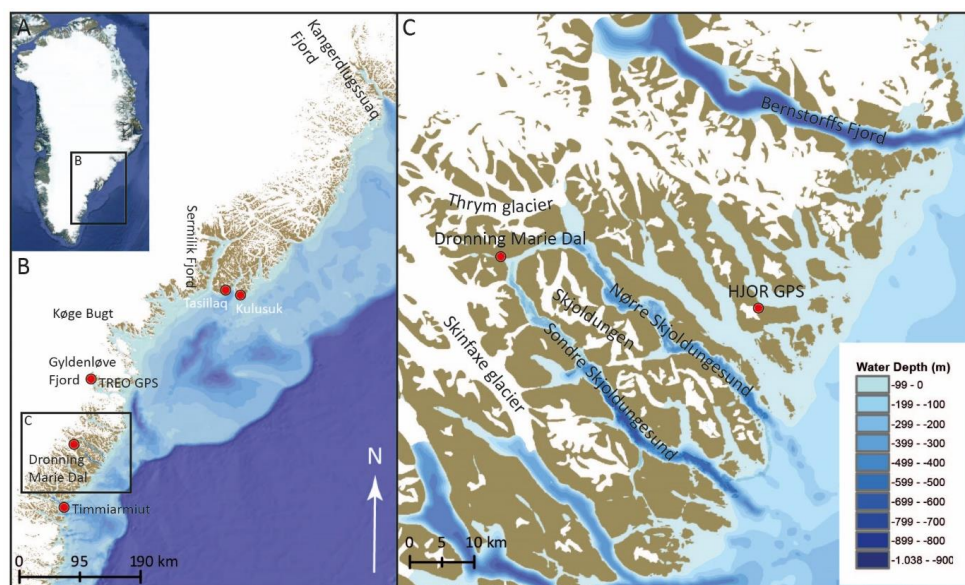 A
B
B
Kangerdlugssuaq
Fjord
Sermilik Fjord
Tasiilaq
Kulusuk
Køge Bugt
Gyldenløve
Fjord
TREO GPS
C
Dronning
Marie Dal
Timmiarmiut
N
0 95 190 km
C
Bernstorffs Fjord
Thrym glacier
Dronning Marie Dal
HJOR GPS
Nørre Skjoldungesund
Skjoldungen
Søndre Skjoldungesund
Skinfaxe glacier
0 5 10 km
Water Depth (m)
-99 - 0
-199 - -100
-299 - -200
-399 - -300
-499 - -400
-599 - -500
-699 - -600
-799 - -700
-899 - -800
-1.038 - -900